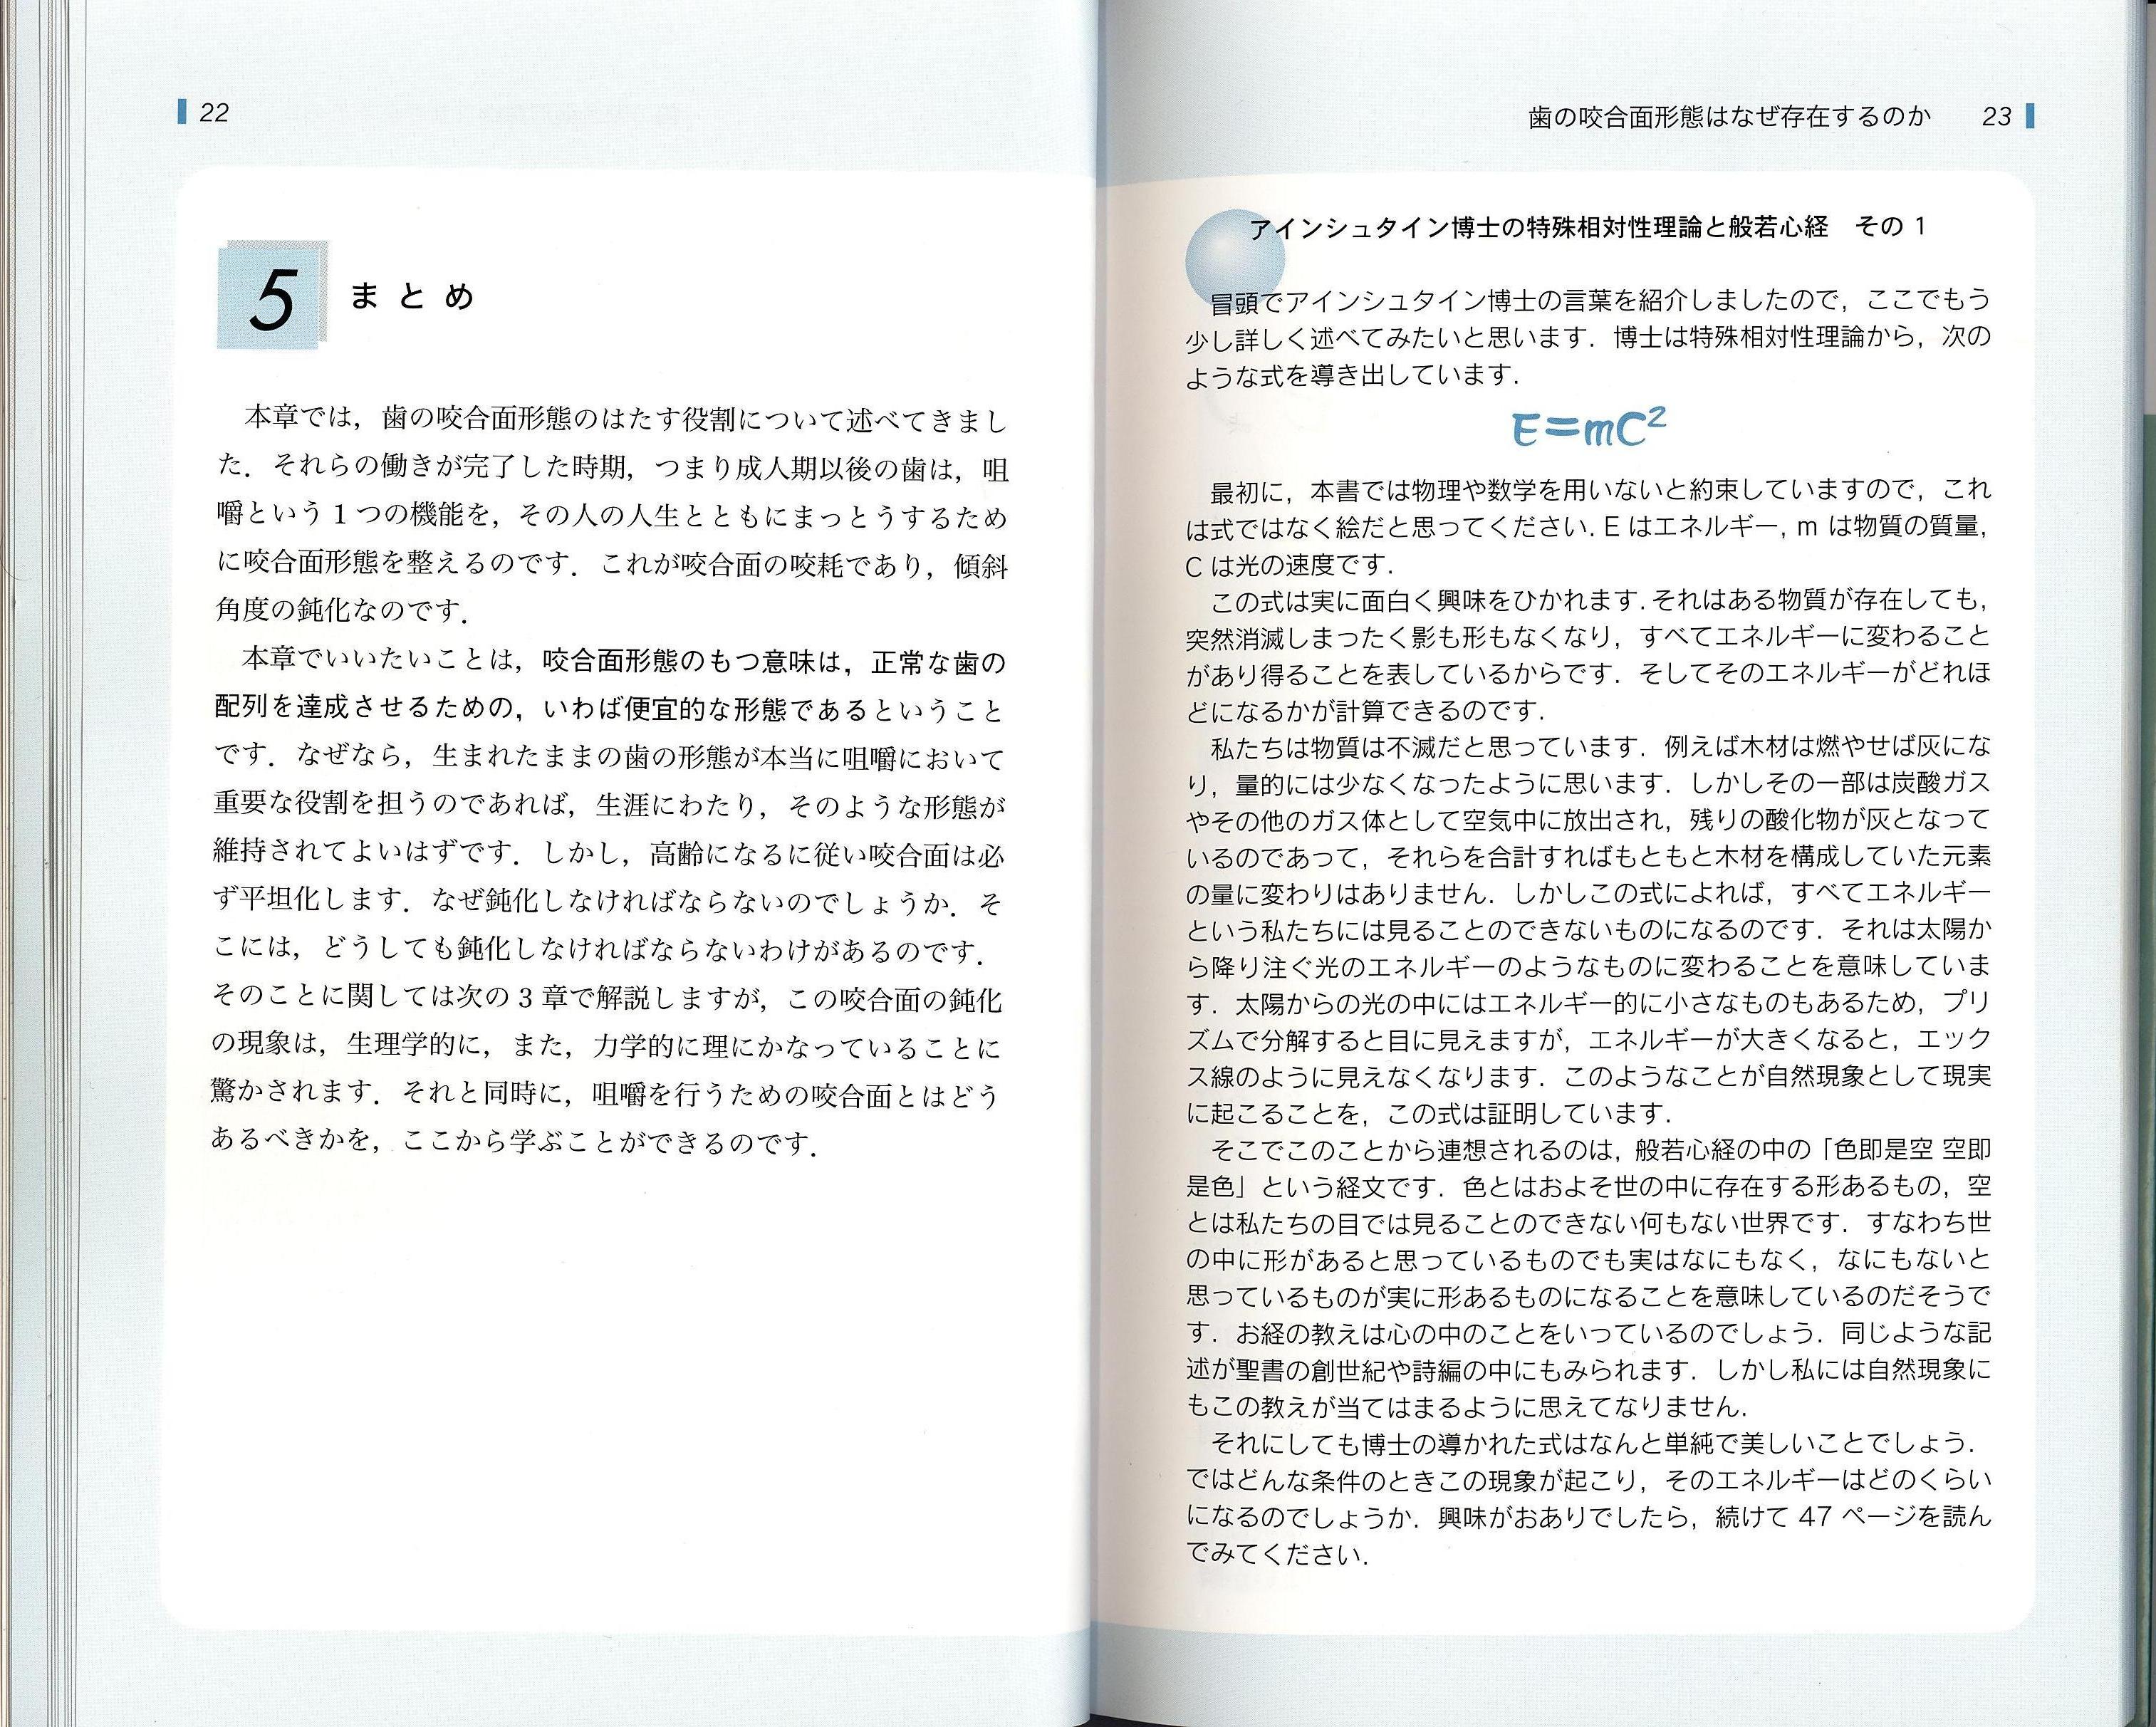 22
5 まとめ
本章では，歯の咬合面形態のはたす役割について述べてきまし
た．それらの働きが完了した時期，つまり成人期以後の歯は，咀
嚼という1つの機能を，その人の人生とともにまっとうするため
に咬合面形態を整えるのです．これが咬合面の咬耗であり，傾斜
角度の鈍化なのです．
本章でいいたいことは，咬合面形態のもつ意味は，正常な歯の
配列を達成させるための，いわば便宜的な形態であるということ
です．なぜなら，生まれたままの歯の形態が本当に咀嚼において
重要な役割を担うのであれば，生涯にわたり，そのような形態が
維持されてよいはずです．しかし，高齢になるに従い咬合面は必
ず平坦化します．なぜ鈍化しなければならないのでしょうか．そ
こには，どうしても鈍化しなければならないわけがあるのです．
そのことに関しては次の3章で解説しますが，この咬合面の鈍化
の現象は，生理学的に，また，力学的に理にかなっていることに
驚かされます．それと同時に，咀嚼を行うための咬合面とはどう
あるべきかを，ここから学ぶことができるのです．
歯の咬合面形態はなぜ存在するのか 23
アインシュタイン博士の特殊相対性理論と般若心経 その1
冒頭でアインシュタイン博士の言葉を紹介しましたので，ここでもう
少し詳しく述べてみたいと思います．博士は特殊相対性理論から，次の
ような式を導き出しています．
E=mC²
最初に，本書では物理や数学を用いないと約束していますので，これ
は式ではなく絵だと思ってください．Eはエネルギー，mは物質の質量，
Cは光の速度です．
この式は実に面白く興味をひかれます．それはある物質が存在しても，
突然消滅しまったく影も形もなくなり，すべてエネルギーに変わること
があり得ることを表しているからです．そしてそのエネルギーがどれほ
どになるかが計算できるのです．
私たちは物質は不滅だと思っています．例えば木材は燃やせば灰にな
り，量的には少なくなったように思います．しかしその一部は炭酸ガス
やその他のガス体として空気中に放出され，残りの酸化物が灰となって
いるのであって，それらを合計すればもともと木材を構成していた元素
の量に変わりはありません．しかしこの式によれば，すべてエネルギー
という私たちには見ることのできないものになるのです．それは太陽か
ら降り注ぐ光のエネルギーのようなものに変わることを意味していま
す．太陽からの光の中にはエネルギー的に小さなものもあるため，プリ
ズムで分解すると目に見えますが，エネルギーが大きくなると，エック
ス線のように見えなくなります．このようなことが自然現象として現実
に起こることを，この式は証明しています．
そこでこのことから連想されるのは，般若心経の中の「色即是空 空即
是色」という経文です．色とはおよそ世の中に存在する形あるもの，空
とは私たちの目では見ることのできない何もない世界です．すなわち世
の中に形があると思っているものでも実はなにもなく，なにもないと
思っているものが実に形あるものになることを意味しているのだそうで
す．お経の教えは心の中のことをいっているのでしょう．同じような記
述が聖書の創世紀や詩編の中にもみられます．しかし私には自然現象に
もこの教えが当てはまるように思えてなりません．
それにしても博士の導かれた式はなんと単純で美しいことでしょう．
ではどんな条件のときこの現象が起こり，そのエネルギーはどのくらい
になるのでしょうか．興味がおありでしたら，続けて47ページを読ん
でみてください．